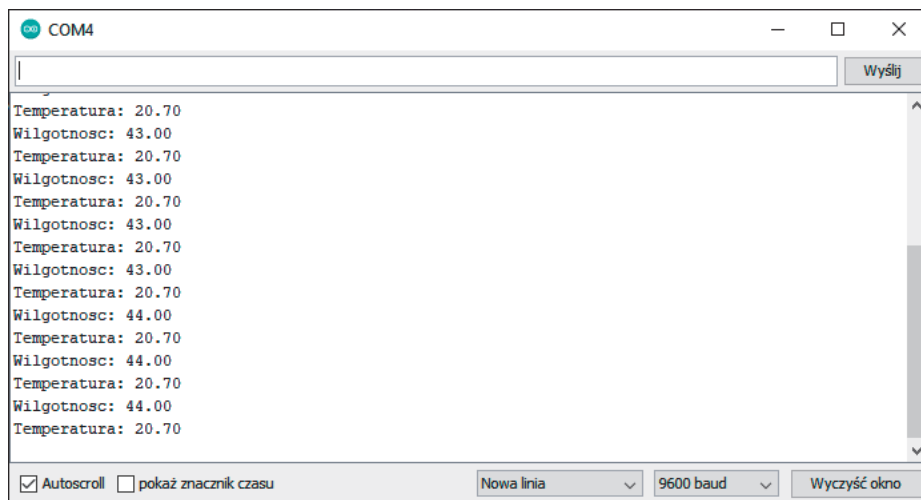 COM4
Wyślij
Temperatura: 20.70
Wilgotnosc: 43.00
Temperatura: 20.70
Wilgotnosc: 43.00
Temperatura: 20.70
Wilgotnosc: 43.00
Temperatura: 20.70
Wilgotnosc: 43.00
Temperatura: 20.70
Wilgotnosc: 44.00
Temperatura: 20.70
Wilgotnosc: 44.00
Temperatura: 20.70
Wilgotnosc: 44.00
Temperatura: 20.70
Autoscroll pokaż znacznik czasu Nowa linia 9600 baud Wyczyść okno